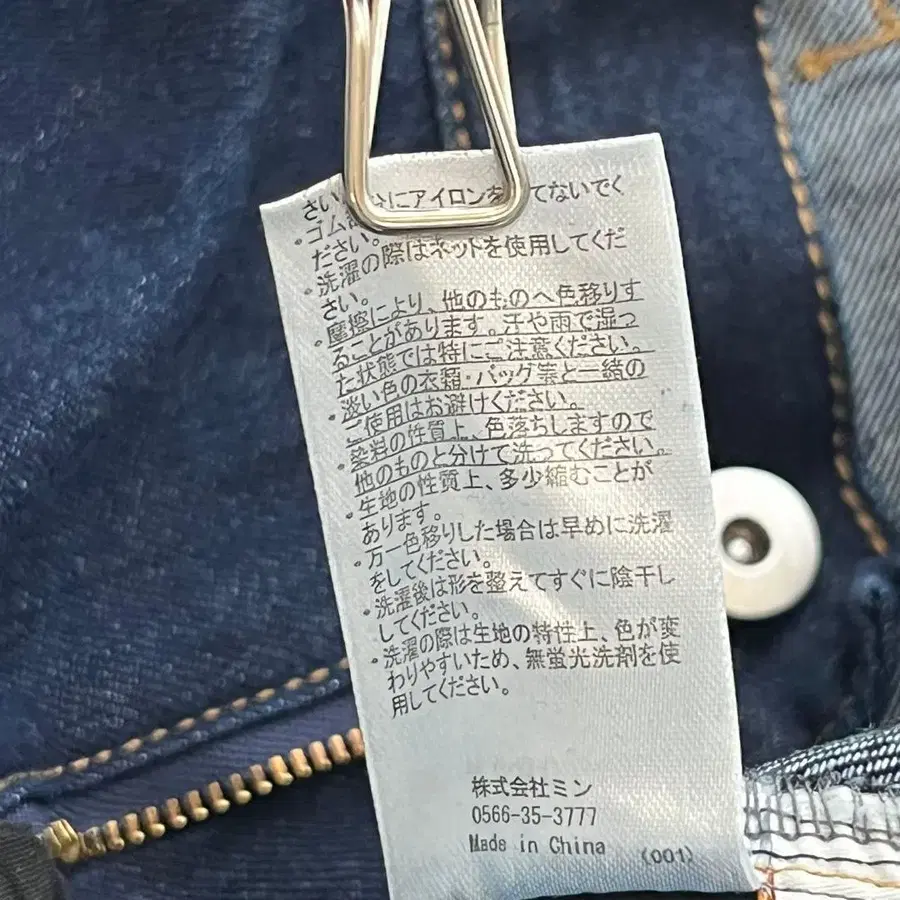 さい。
・ゴム部分にアイロンを当てないでく
ださい。
・洗濯の際はネットを使用してくだ
さい。
・摩擦により、他のものへ色移りす
ることがあります。汗や雨で湿っ
た状態では特にご注意ください。
・淡い色の衣類・バッグ等と一緒の
ご使用はお避けください。
・染料の性質上、色落ちしますので
他のものと分けて洗ってください。
・生地の性質上、多少縮むことが
あります。
・万一色移りした場合は早めに洗濯
をしてください。
・洗濯後は形を整えてすぐに陰干し
してください。
・洗濯の際は生地の特性上、色が変
わりやすいため、無蛍光洗剤を使
用してください。
株式会社ミン
0566-35-3777
Made in China (001)